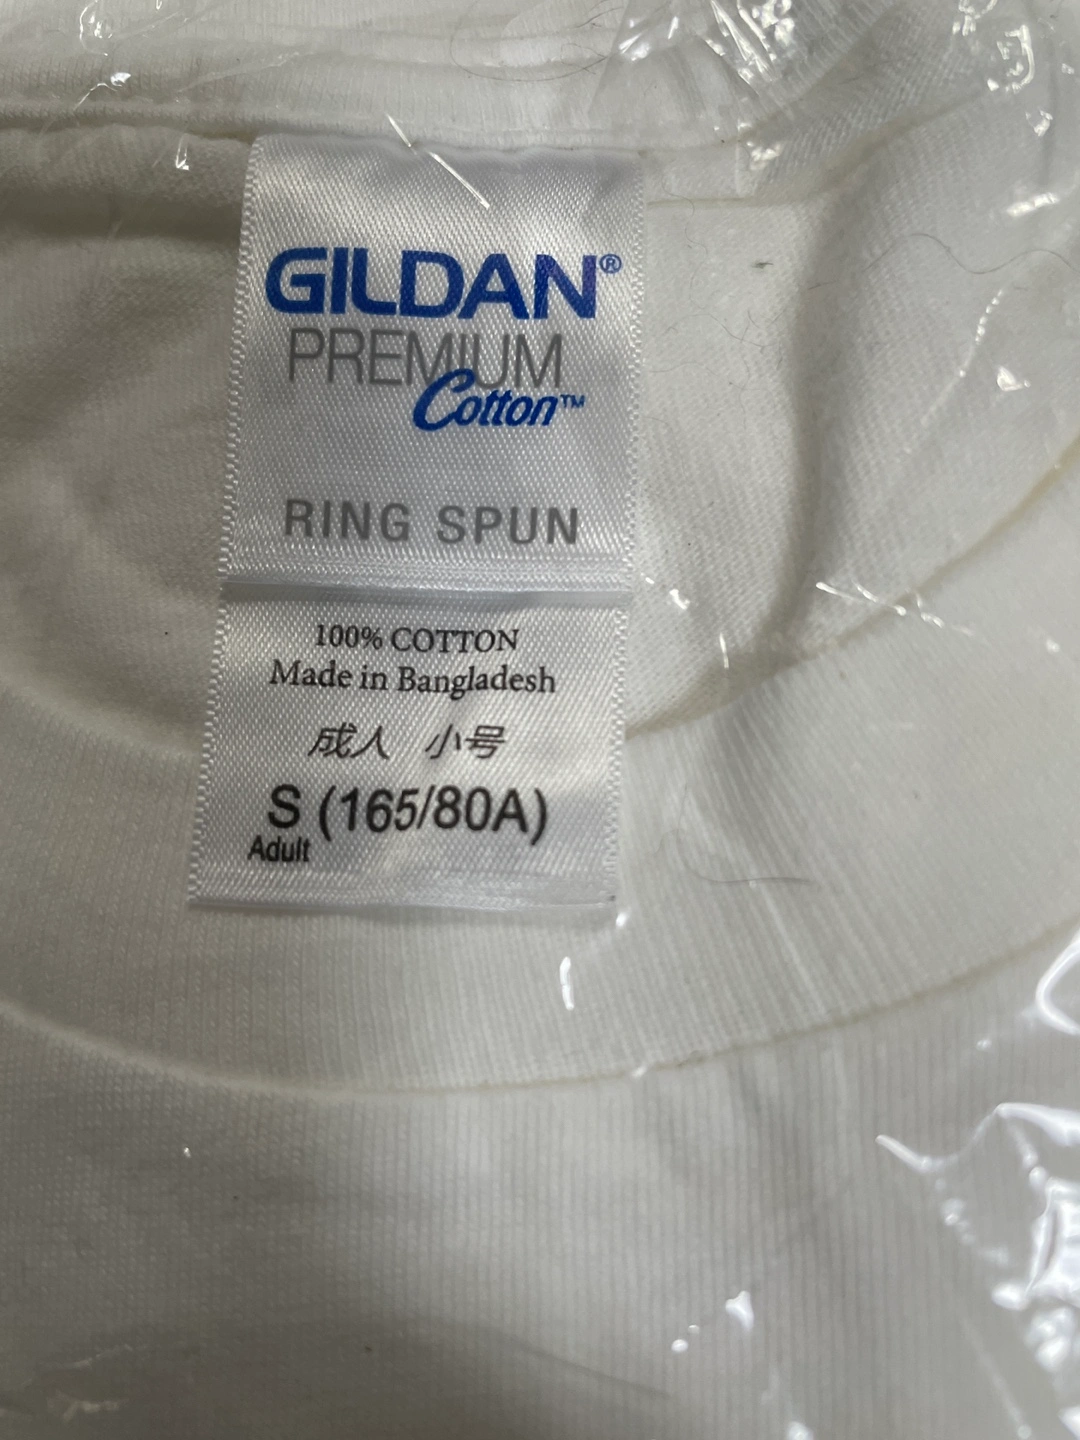 GILDAN®
PREMIUM
Cotton™
RING SPUN
100% COTTON
Made in Bangladesh
成人 小号
S (165/80A)
Adult